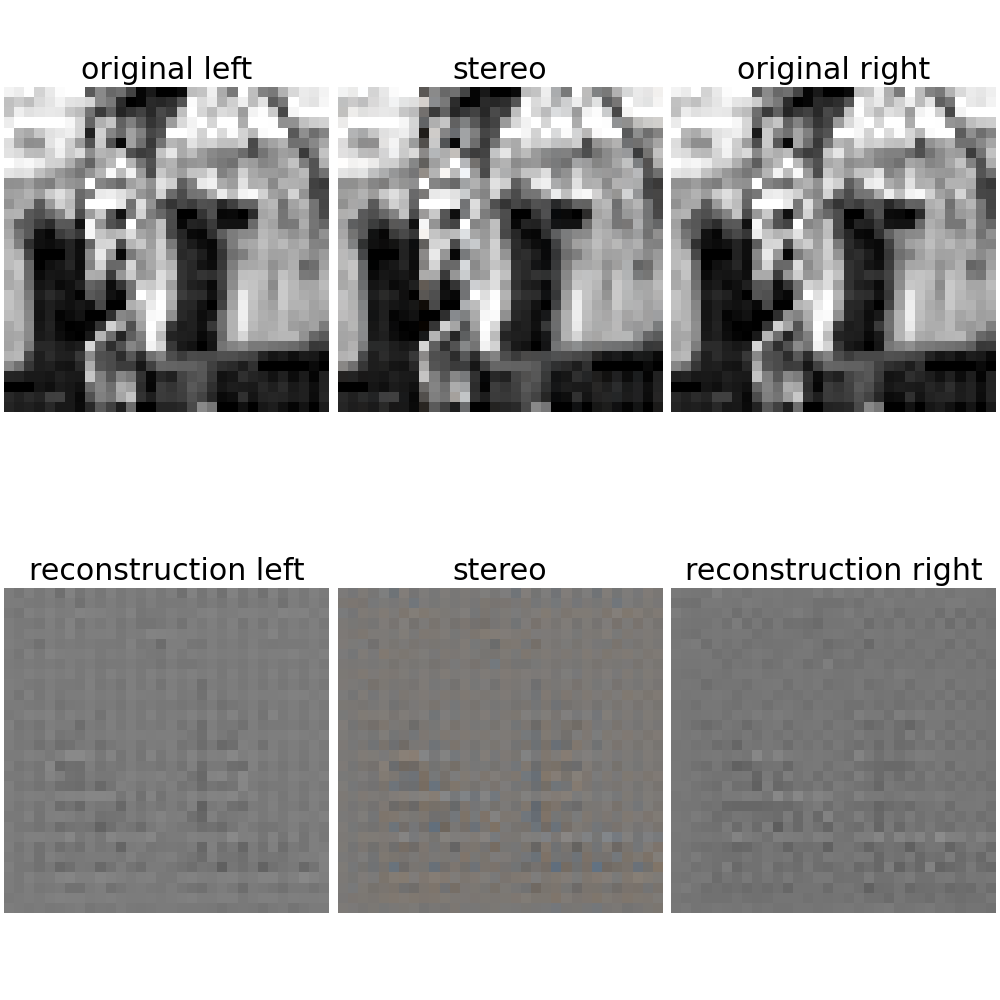 original left
stereo
original right
reconstruction left
stereo
reconstruction right